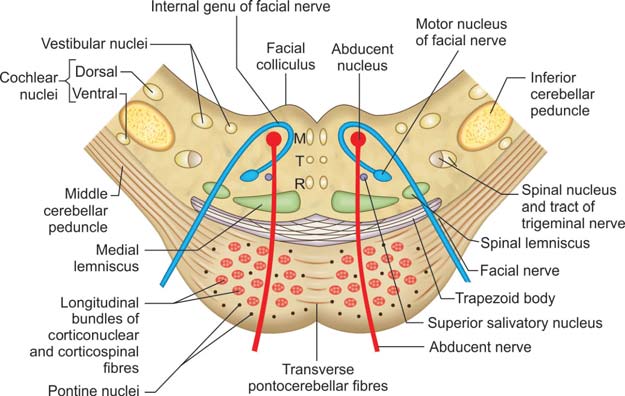 Internal genu of facial nerve
Motor nucleus
of facial nerve
Vestibular nuclei
Facial
colliculus
Abducent
nucleus
Cochlear
nuclei
Dorsal
Ventral
Inferior
cerebellar
peduncle
M
T
R
Middle
cerebellar
peduncle
Spinal nucleus
and tract of
trigeminal nerve
Medial
lemniscus
Spinal lemniscus
Facial nerve
Longitudinal
bundles of
corticonuclear
and corticospinal
fibres
Trapezoid body
Superior salivatory nucleus
Abducent nerve
Pontine nuclei
Transverse
pontocerebellar fibres